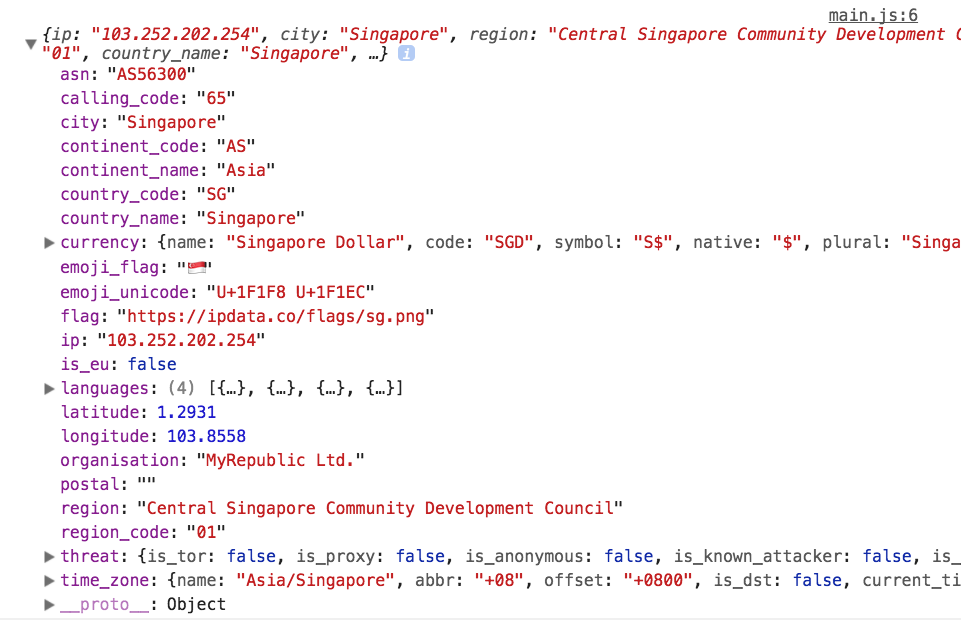 main.js:6
{ip: "103.252.202.254", city: "Singapore", region: "Central Singapore Community Development C
"01", country_name: "Singapore", …} i
asn: "AS56300"
calling_code: "65"
city: "Singapore"
continent_code: "AS"
continent_name: "Asia"
country_code: "SG"
country_name: "Singapore"
currency: {name: "Singapore Dollar", code: "SGD", symbol: "S$", native: "$", plural: "Singa
emoji_flag: "🇸🇬"
emoji_unicode: "U+1F1F8 U+1F1EC"
flag: "https://ipdata.co/flags/sg.png"
ip: "103.252.202.254"
is_eu: false
languages: (4) [{…}, {…}, {…}, {…}]
latitude: 1.2931
longitude: 103.8558
organisation: "MyRepublic Ltd."
postal: ""
region: "Central Singapore Community Development Council"
region_code: "01"
threat: {is_tor: false, is_proxy: false, is_anonymous: false, is_known_attacker: false, is_
time_zone: {name: "Asia/Singapore", abbr: "+08", offset: "+0800", is_dst: false, current_ti
__proto__: Object